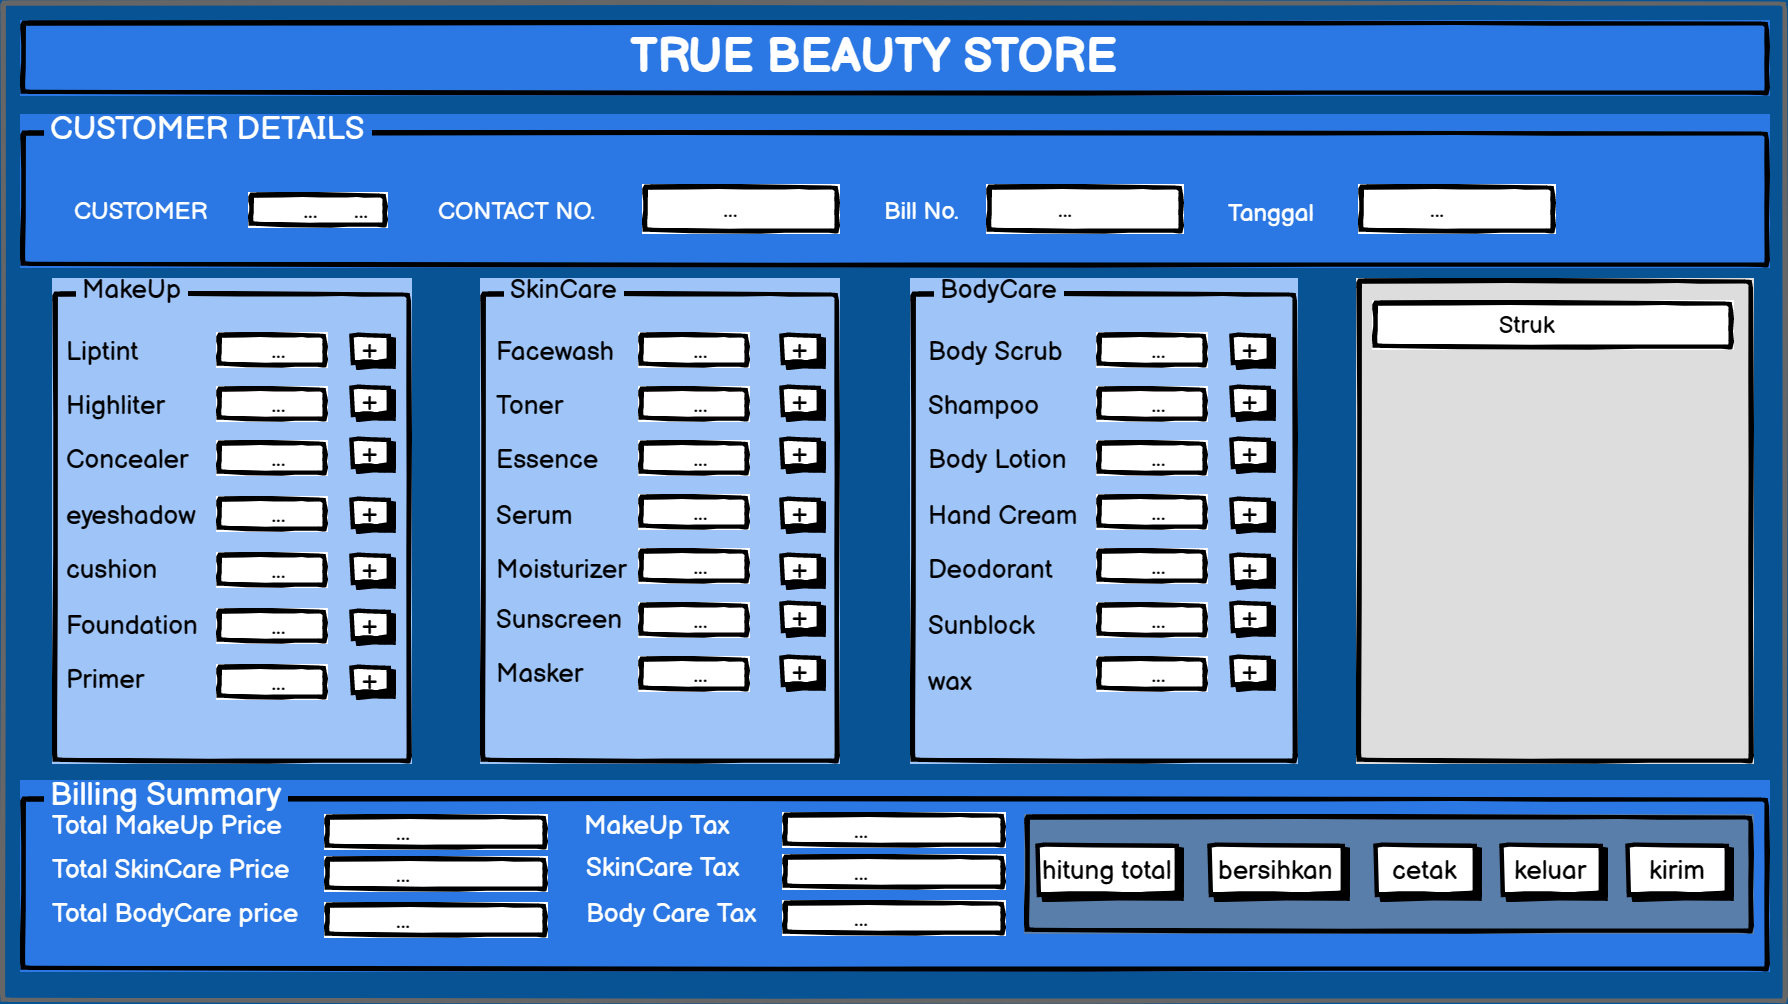 TRUE BEAUTY STORE
CUSTOMER DETAILS
CUSTOMER ... ... CONTACT NO. ... Bill No. ... Tanggal ...
MakeUp
Liptint ... +
Highliter ... +
Concealer ... +
eyeshadow ... +
cushion ... +
Foundation ... +
Primer ... +
SkinCare
Facewash ... +
Toner ... +
Essence ... +
Serum ... +
Moisturizer ... +
Sunscreen ... +
Masker ... +
BodyCare
Body Scrub ... +
Shampoo ... +
Body Lotion ... +
Hand Cream ... +
Deodorant ... +
Sunblock ... +
wax ... +
Struk
Billing Summary
Total MakeUp Price ... MakeUp Tax ...
Total SkinCare Price ... SkinCare Tax ...
Total BodyCare price ... Body Care Tax ...
hitung total bersihkan cetak keluar kirim